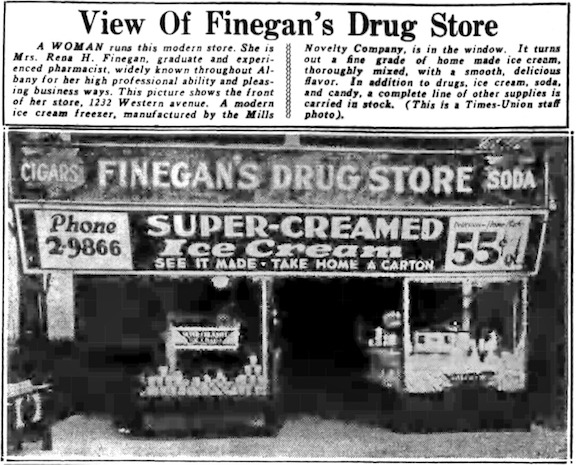 View Of Finegan's Drug Store
A WOMAN runs this modern store. She is
Mrs. Rena H. Finegan, graduate and experi-
enced pharmacist, widely known throughout Al-
bany for her high professional ability and pleas-
ing business ways. This picture shows the front
of her store, 1232 Western avenue. A modern
ice cream freezer, manufactured by the Mills
Novelty Company, is in the window. It turns
out a fine grade of home made ice cream,
thoroughly mixed, with a smooth, delicious
flavor. In addition to drugs, ice cream, soda,
and candy, a complete line of other supplies is
carried in stock. (This is a Times-Union staff
photo).
CIGARS FINEGAN'S DRUG STORE SODA
Phone
2-9866
SUPER-CREAMED
Ice Cream
SEE IT MADE - TAKE HOME A CARTON
55¢